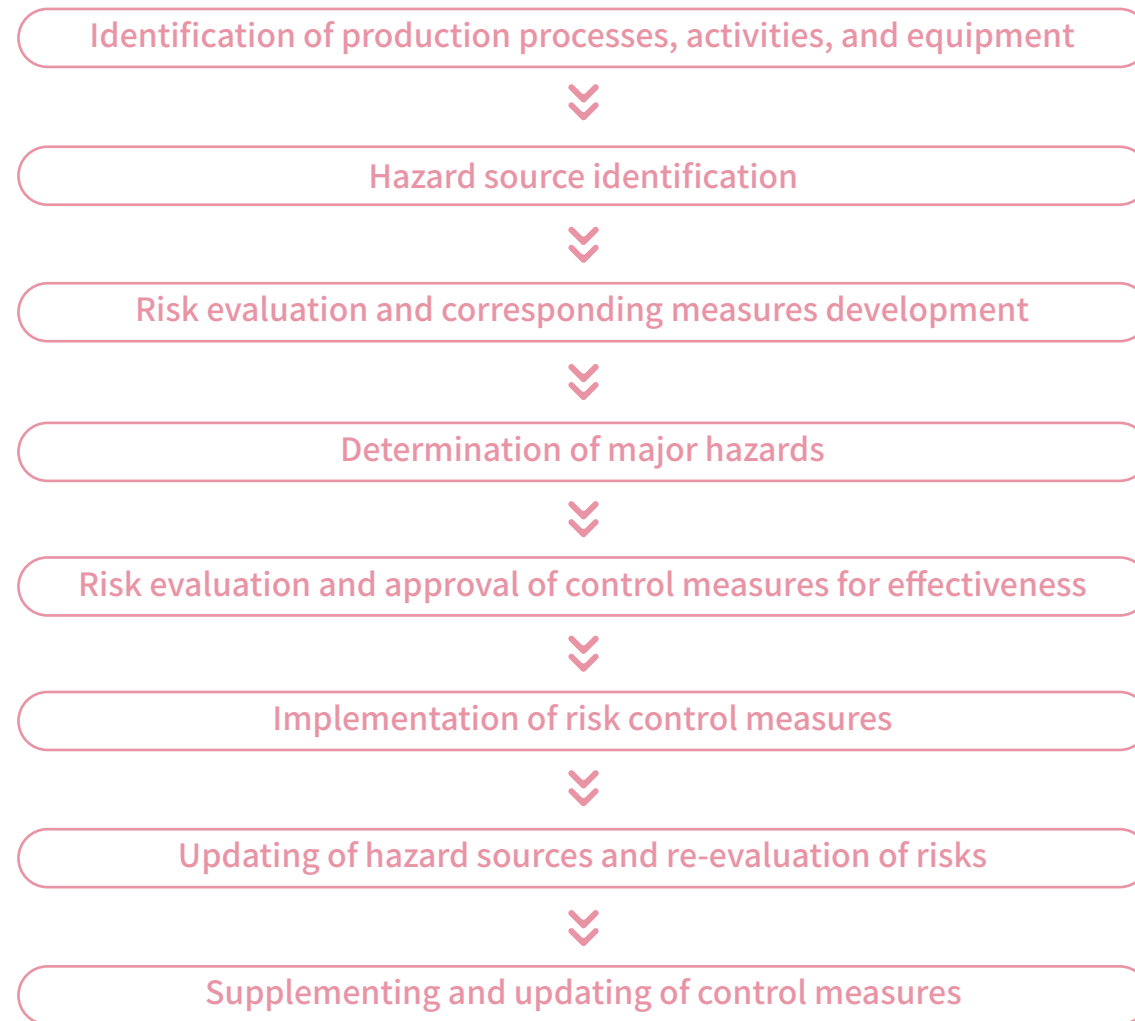 Identification of production processes, activities, and equipment
Hazard source identification
Risk evaluation and corresponding measures development
Determination of major hazards
Risk evaluation and approval of control measures for effectiveness
Implementation of risk control measures
Updating of hazard sources and re-evaluation of risks
Supplementing and updating of control measures